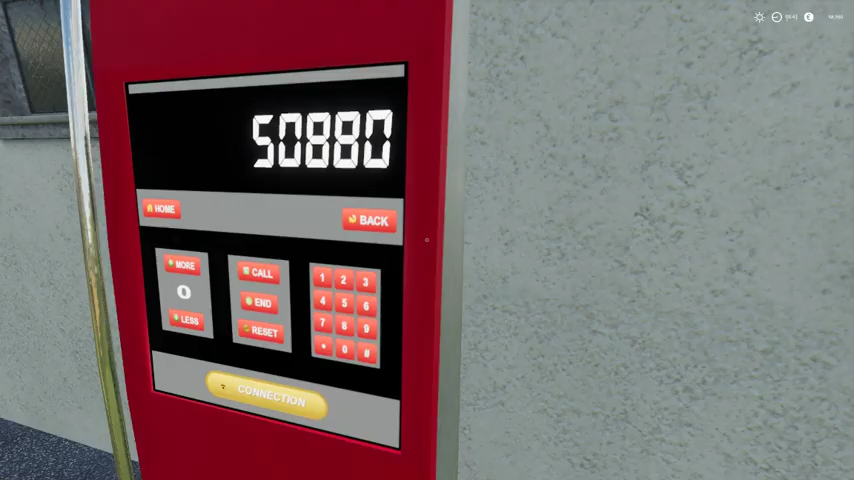 50880
HOME
BACK
MORE
0
LESS
CALL
END
RESET
1 2 3
4 5 6
7 8 9
* 0 #
CONNECTION